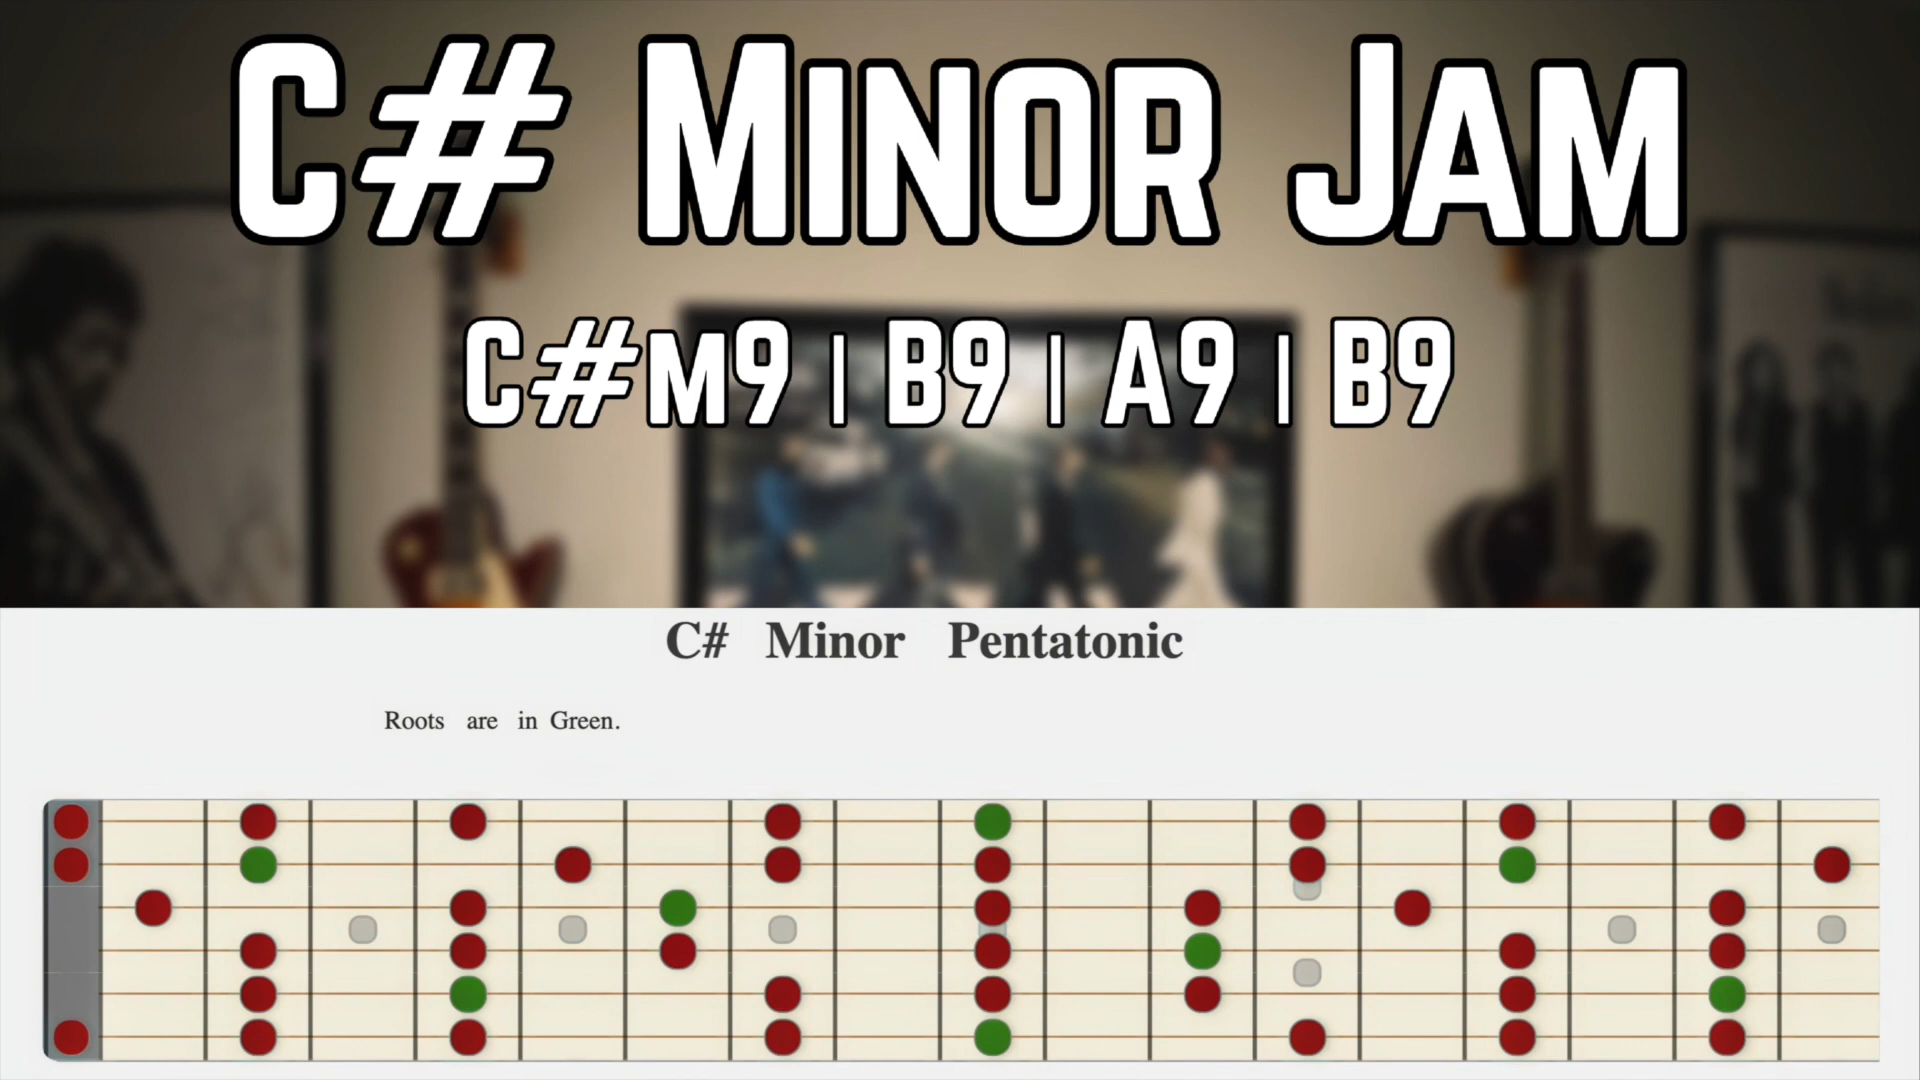 C# Minor Jam
C#m9 | B9 | A9 | B9
C# Minor Pentatonic
Roots are in Green.